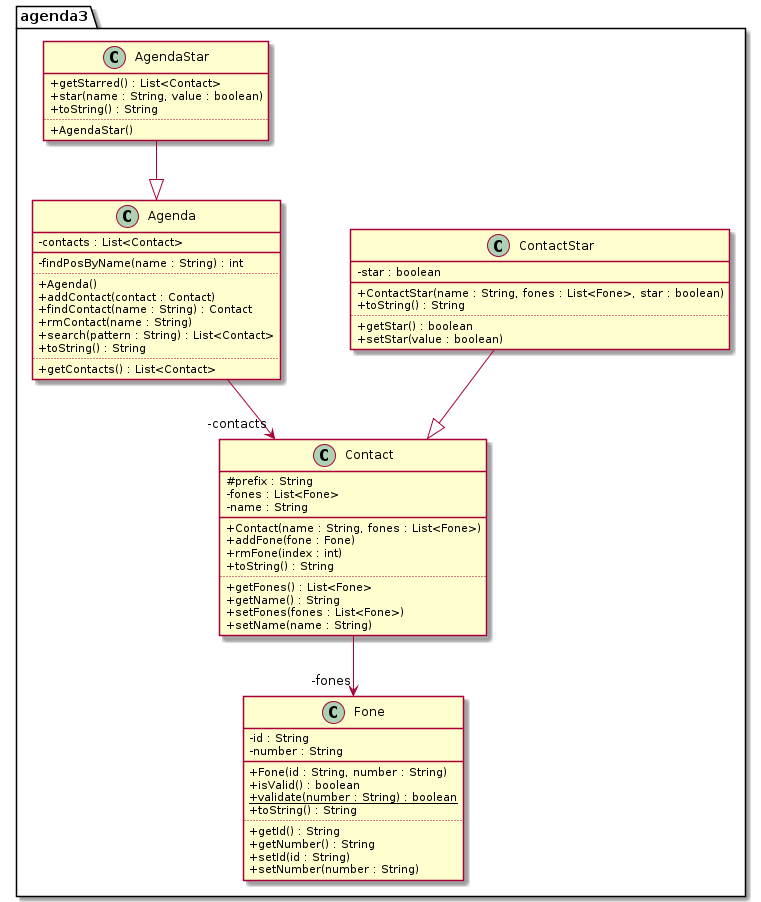 agenda3
C AgendaStar
+getStarred() : List<Contact>
+star(name : String, value : boolean)
+toString() : String
+AgendaStar()
C Agenda
-contacts : List<Contact>
-findPosByName(name : String) : int
+Agenda()
+addContact(contact : Contact)
+findContact(name : String) : Contact
+rmContact(name : String)
+search(pattern : String) : List<Contact>
+toString() : String
+getContacts() : List<Contact>
C ContactStar
-star : boolean
+ContactStar(name : String, fones : List<Fone>, star : boolean)
+toString() : String
+getStar() : boolean
+setStar(value : boolean)
-contacts
C Contact
#prefix : String
-fones : List<Fone>
-name : String
+Contact(name : String, fones : List<Fone>)
+addFone(fone : Fone)
+rmFone(index : int)
+toString() : String
+getFones() : List<Fone>
+getName() : String
+setFones(fones : List<Fone>)
+setName(name : String)
-fones
C Fone
-id : String
-number : String
+Fone(id : String, number : String)
+isValid() : boolean
+validate(number : String) : boolean
+toString() : String
+getId() : String
+getNumber() : String
+setId(id : String)
+setNumber(number : String)